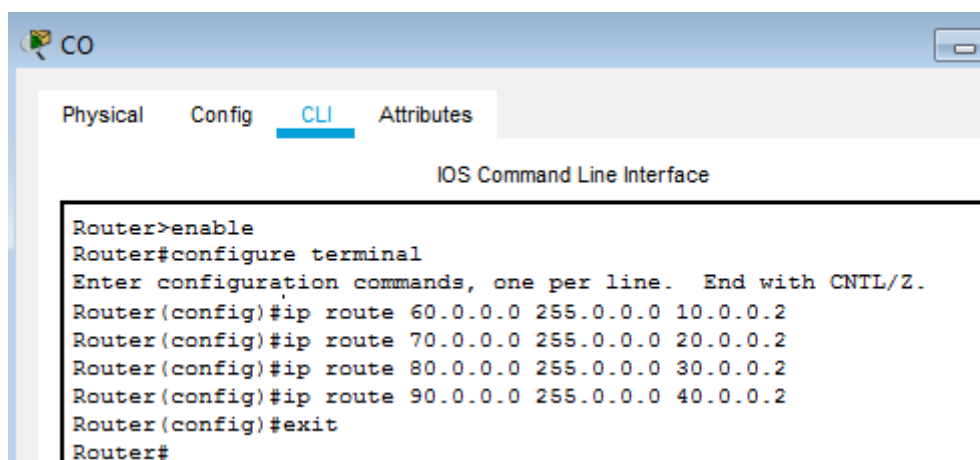 CO
Physical Config CLI Attributes
IOS Command Line Interface
Router>enable
Router#configure terminal
Enter configuration commands, one per line.  End with CNTL/Z.
Router(config)#ip route 60.0.0.0 255.0.0.0 10.0.0.2
Router(config)#ip route 70.0.0.0 255.0.0.0 20.0.0.2
Router(config)#ip route 80.0.0.0 255.0.0.0 30.0.0.2
Router(config)#ip route 90.0.0.0 255.0.0.0 40.0.0.2
Router(config)#exit
Router#